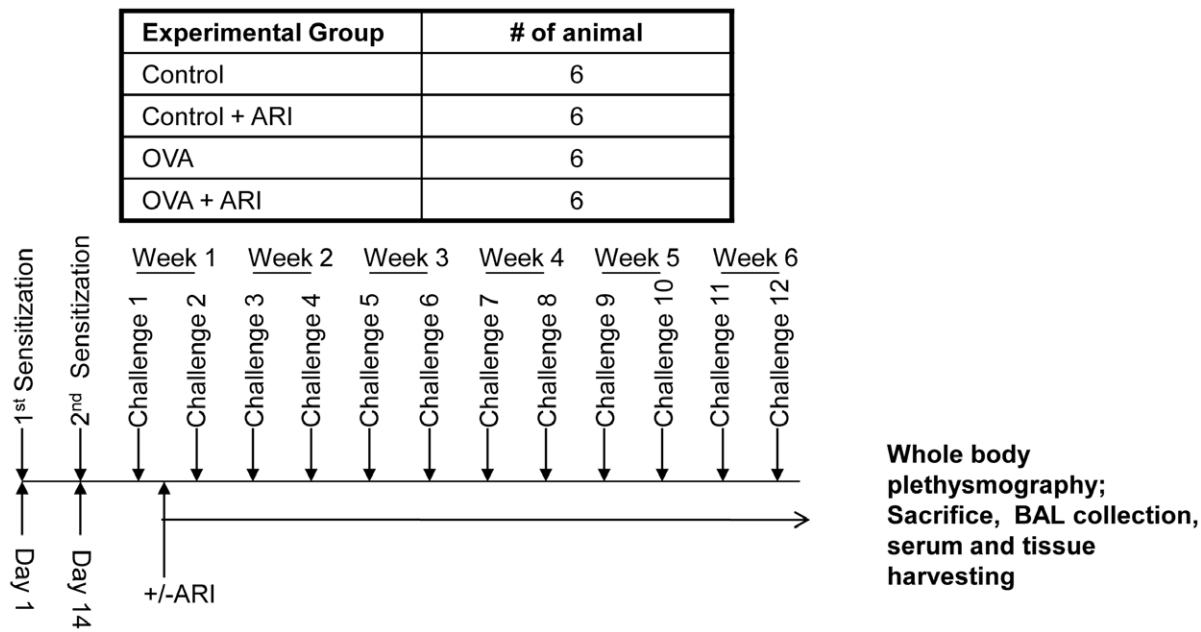 Experimental Group # of animal
Control 6
Control + ARI 6
OVA 6
OVA + ARI 6
Week 1 Week 2 Week 3 Week 4 Week 5 Week 6
1st Sensitization
2nd Sensitization
Challenge 1
Challenge 2
Challenge 3
Challenge 4
Challenge 5
Challenge 6
Challenge 7
Challenge 8
Challenge 9
Challenge 10
Challenge 11
Challenge 12
Day 1
Day 14
+/-ARI
Whole body
plethysmography;
Sacrifice, BAL collection,
serum and tissue
harvesting